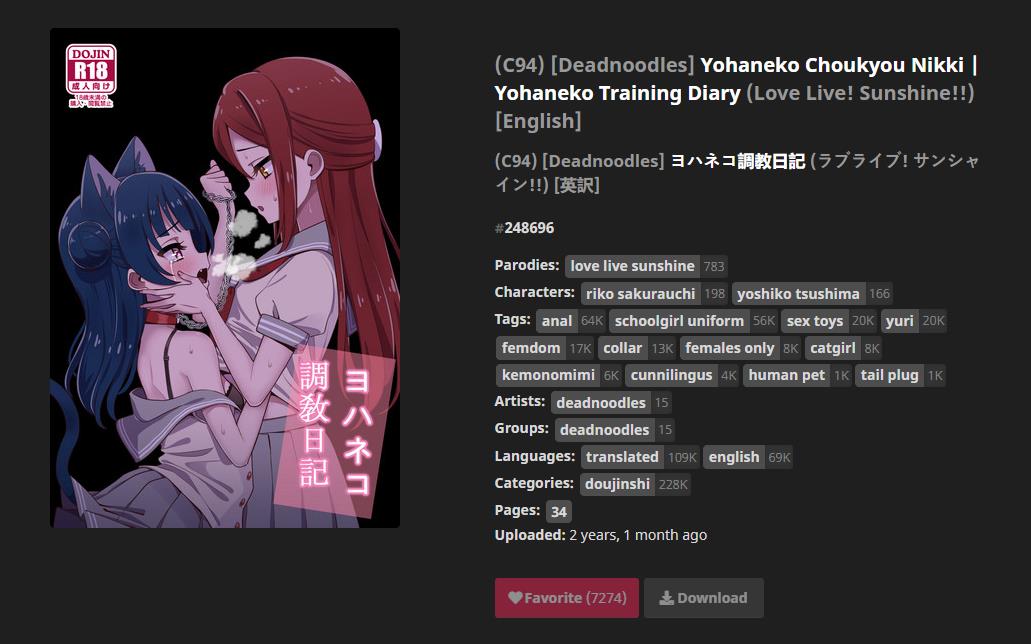 DOJIN
R18
成人向け
18歳未満の
購入・閲覧禁止
ヨハネコ
調教日記
(C94) [Deadnoodles] Yohaneko Choukyou Nikki |
Yohaneko Training Diary (Love Live! Sunshine!!)
[English]
(C94) [Deadnoodles] ヨハネコ調教日記 (ラブライブ! サンシャ
イン!!) [英訳]
#248696
Parodies: love live sunshine 783
Characters: riko sakurauchi 198 yoshiko tsushima 166
Tags: anal 64K schoolgirl uniform 56K sex toys 20K yuri 20K
femdom 17K collar 13K females only 8K catgirl 8K
kemonomimi 6K cunnilingus 4K human pet 1K tail plug 1K
Artists: deadnoodles 15
Groups: deadnoodles 15
Languages: translated 109K english 69K
Categories: doujinshi 228K
Pages: 34
Uploaded: 2 years, 1 month ago
Favorite (7274) Download